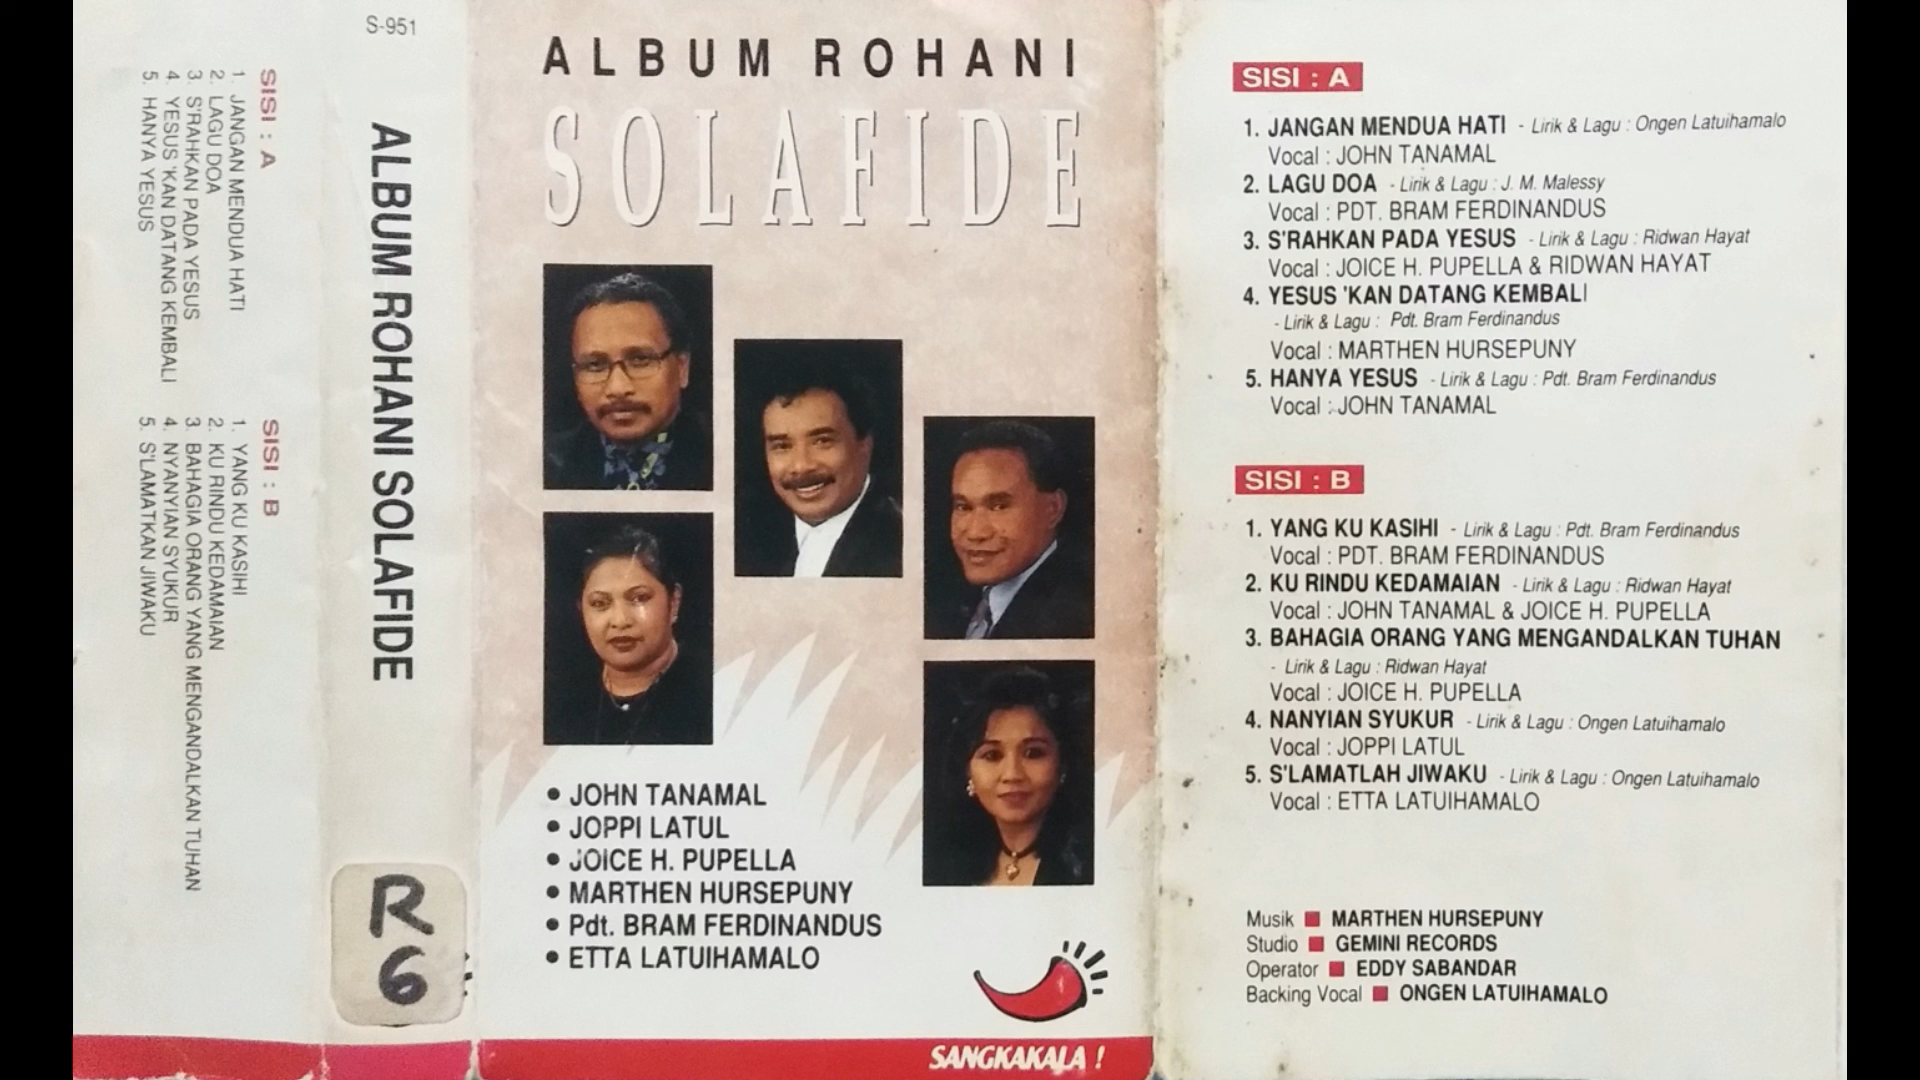 S-951
SISI : A
1. JANGAN MENDUA HATI
2. LAGU DOA
3. S'RAHKAN PADA YESUS
4. YESUS 'KAN DATANG KEMBALI
5. HANYA YESUS
SISI : B
1. YANG KU KASIHI
2. KU RINDU KEDAMAIAN
3. BAHAGIA ORANG YANG MENGANDALKAN TUHAN
4. NYANYIAN SYUKUR
5. S'LAMATKAN JIWAKU
ALBUM ROHANI SOLAFIDE
R
6
ALBUM ROHANI
SOLAFIDE
• JOHN TANAMAL
• JOPPI LATUL
• JOICE H. PUPELLA
• MARTHEN HURSEPUNY
• Pdt. BRAM FERDINANDUS
• ETTA LATUIHAMALO
SANGKAKALA !
SISI : A
1. JANGAN MENDUA HATI - Lirik & Lagu : Ongen Latuihamalo
Vocal : JOHN TANAMAL
2. LAGU DOA - Lirik & Lagu : J. M. Malessy
Vocal : PDT. BRAM FERDINANDUS
3. S'RAHKAN PADA YESUS - Lirik & Lagu : Ridwan Hayat
Vocal : JOICE H. PUPELLA & RIDWAN HAYAT
4. YESUS 'KAN DATANG KEMBALI
- Lirik & Lagu : Pdt. Bram Ferdinandus
Vocal : MARTHEN HURSEPUNY
5. HANYA YESUS - Lirik & Lagu : Pdt. Bram Ferdinandus
Vocal : JOHN TANAMAL
SISI : B
1. YANG KU KASIHI - Lirik & Lagu : Pdt. Bram Ferdinandus
Vocal : PDT. BRAM FERDINANDUS
2. KU RINDU KEDAMAIAN - Lirik & Lagu : Ridwan Hayat
Vocal : JOHN TANAMAL & JOICE H. PUPELLA
3. BAHAGIA ORANG YANG MENGANDALKAN TUHAN
- Lirik & Lagu : Ridwan Hayat
Vocal : JOICE H. PUPELLA
4. NANYIAN SYUKUR - Lirik & Lagu : Ongen Latuihamalo
Vocal : JOPPI LATUL
5. S'LAMATLAH JIWAKU - Lirik & Lagu : Ongen Latuihamalo
Vocal : ETTA LATUIHAMALO
Musik ■ MARTHEN HURSEPUNY
Studio ■ GEMINI RECORDS
Operator ■ EDDY SABANDAR
Backing Vocal ■ ONGEN LATUIHAMALO